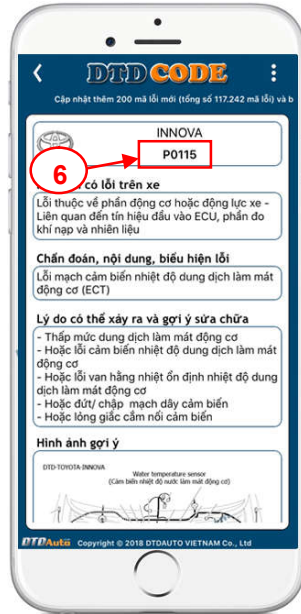 DTD CODE
Cập nhật thêm 200 mã lỗi mới (tổng số 117.242 mã lỗi) và b
INNOVA
P0115
6
có lỗi trên xe
Lỗi thuộc về phần động cơ hoặc động lực xe -
Liên quan đến tín hiệu đầu vào ECU, phần đo
khí nạp và nhiên liệu
Chẩn đoán, nội dung, biểu hiện lỗi
Lỗi mạch cảm biến nhiệt độ dung dịch làm mát
động cơ (ECT)
Lý do có thể xảy ra và gợi ý sửa chữa
- Thấp mức dung dịch làm mát động cơ
- Hoặc lỗi cảm biến nhiệt độ dung dịch làm mát
động cơ
- Hoặc lỗi van hằng nhiệt ổn định nhiệt độ dung
dịch làm mát động cơ
- Hoặc đứt/ chập mạch dây cảm biến
- Hoặc lỏng giắc cắm nối cảm biến
Hình ảnh gợi ý
DTD-TOYOTA-INNOVA
Water temperature sensor
(Cảm biến nhiệt độ nước làm mát động cơ)
DTDAuto Copyright © 2018 DTDAUTO VIETNAM Co., Ltd